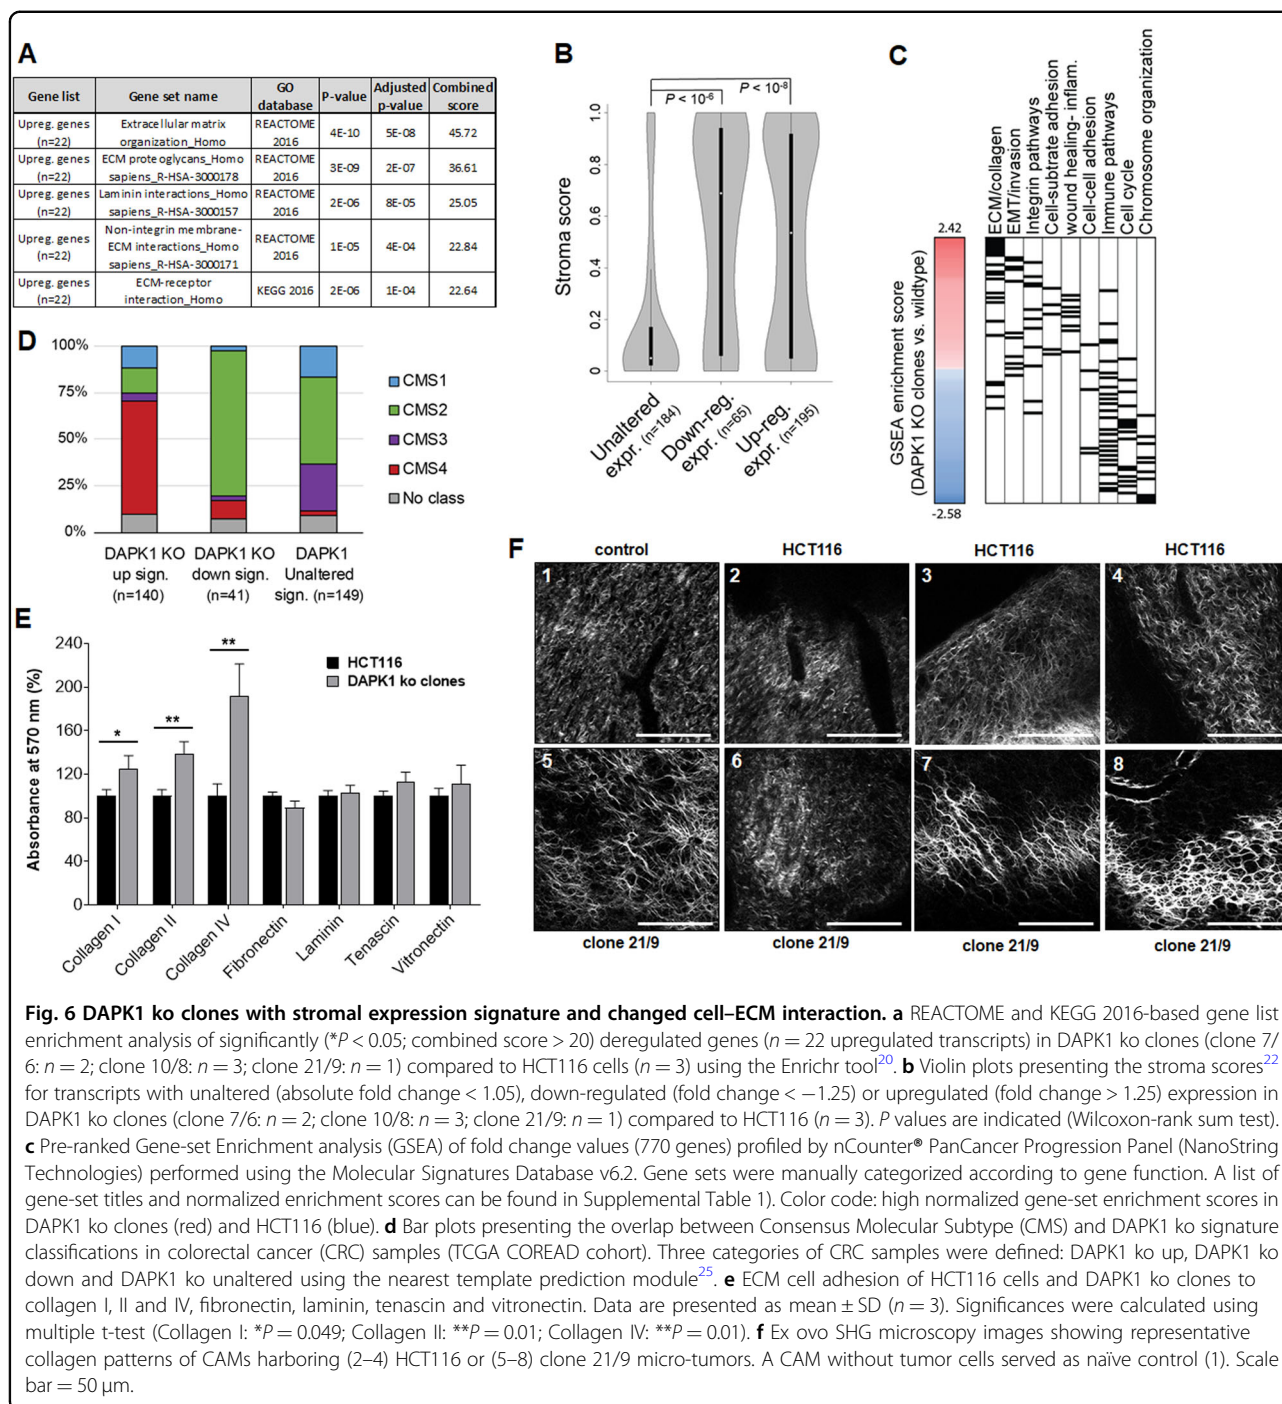 A
Gene list Gene set name GO database P-value Adjusted p-value Combined score
Upreg. genes (n=22) Extracellular matrix organization_Homo REACTOME 2016 4E-10 5E-08 45.72
Upreg. genes (n=22) ECM proteoglycans_Homo sapiens_R-HSA-3000178 REACTOME 2016 3E-09 2E-07 36.61
Upreg. genes (n=22) Laminin interactions_Homo sapiens_R-HSA-3000157 REACTOME 2016 2E-06 8E-05 25.05
Upreg. genes (n=22) Non-integrin membrane-ECM interactions_Homo sapiens_R-HSA-3000171 REACTOME 2016 1E-05 4E-04 22.84
Upreg. genes (n=22) ECM-receptor interaction_Homo KEGG 2016 2E-06 1E-04 22.64
B
P < 10-8
P < 10-6
Stroma score
1.0
0.8
0.6
0.4
0.2
0
Unaltered expr. (n=184)
Down-reg. expr. (n=65)
Up-reg. expr. (n=195)
C
ECM/collagen
EMT/invasion
Integrin pathways
Cell-subtrate adhesion
wound healing- inflam.
Cell-cell adhesion
Immune pathways
Cell cycle
Chromosome organization
2.42
GSEA enrichment score
(DAPK1 KO clones vs. wildtype)
-2.58
D
100%
75%
50%
25%
0%
CMS1
CMS2
CMS3
CMS4
No class
DAPK1 KO up sign. (n=140)
DAPK1 KO down sign. (n=41)
DAPK1 Unaltered sign. (n=149)
E
Absorbance at 570 nm (%)
240
200
160
120
80
40
0
*
**
**
HCT116
DAPK1 ko clones
Collagen I
Collagen II
Collagen IV
Fibronectin
Laminin
Tenascin
Vitronectin
F
control HCT116 HCT116 HCT116
1 2 3 4
5 6 7 8
clone 21/9 clone 21/9 clone 21/9 clone 21/9
Fig. 6 DAPK1 ko clones with stromal expression signature and changed cell–ECM interaction. a REACTOME and KEGG 2016-based gene list
enrichment analysis of significantly (*P < 0.05; combined score > 20) deregulated genes (n = 22 upregulated transcripts) in DAPK1 ko clones (clone 7/
6: n = 2; clone 10/8: n = 3; clone 21/9: n = 1) compared to HCT116 cells (n = 3) using the Enrichr tool20. b Violin plots presenting the stroma scores22
for transcripts with unaltered (absolute fold change < 1.05), down-regulated (fold change < −1.25) or upregulated (fold change > 1.25) expression in
DAPK1 ko clones (clone 7/6: n = 2; clone 10/8: n = 3; clone 21/9: n = 1) compared to HCT116 (n = 3). P values are indicated (Wilcoxon-rank sum test).
c Pre-ranked Gene-set Enrichment analysis (GSEA) of fold change values (770 genes) profiled by nCounter® PanCancer Progression Panel (NanoString
Technologies) performed using the Molecular Signatures Database v6.2. Gene sets were manually categorized according to gene function. A list of
gene-set titles and normalized enrichment scores can be found in Supplemental Table 1). Color code: high normalized gene-set enrichment scores in
DAPK1 ko clones (red) and HCT116 (blue). d Bar plots presenting the overlap between Consensus Molecular Subtype (CMS) and DAPK1 ko signature
classifications in colorectal cancer (CRC) samples (TCGA COREAD cohort). Three categories of CRC samples were defined: DAPK1 ko up, DAPK1 ko
down and DAPK1 ko unaltered using the nearest template prediction module25. e ECM cell adhesion of HCT116 cells and DAPK1 ko clones to
collagen I, II and IV, fibronectin, laminin, tenascin and vitronectin. Data are presented as mean ± SD (n = 3). Significances were calculated using
multiple t-test (Collagen I: *P = 0.049; Collagen II: **P = 0.01; Collagen IV: **P = 0.01). f Ex ovo SHG microscopy images showing representative
collagen patterns of CAMs harboring (2–4) HCT116 or (5–8) clone 21/9 micro-tumors. A CAM without tumor cells served as naïve control (1). Scale
bar = 50 μm.